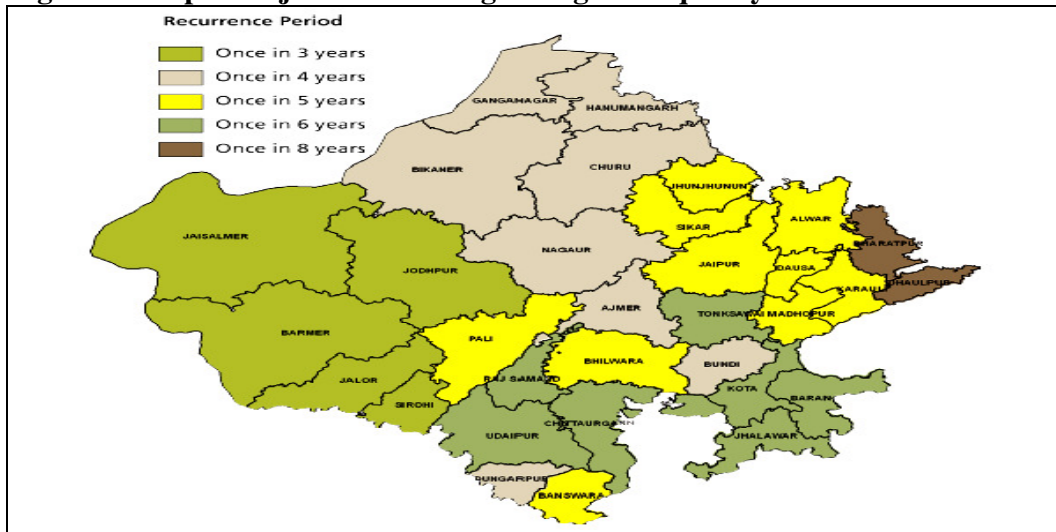 Recurrence Period
Once in 3 years
Once in 4 years
Once in 5 years
Once in 6 years
Once in 8 years
GANGANAGAR
HANUMANGARH
BIKANER
CHURU
JHUNJHUNUN
SIKAR
ALWAR
BHARATPUR
JAISALMER
NAGAUR
JODHPUR
JAIPUR
DAUSA
KARAULI
DHAULPUR
AJMER
TONK
SAWAI MADHOPUR
BARMER
PALI
BHILWARA
BUNDI
JALOR
RAJ SAMAND
KOTA
BARAN
SIROHI
CHITTAURGARH
UDAIPUR
JHALAWAR
DUNGARPUR
BANSWARA